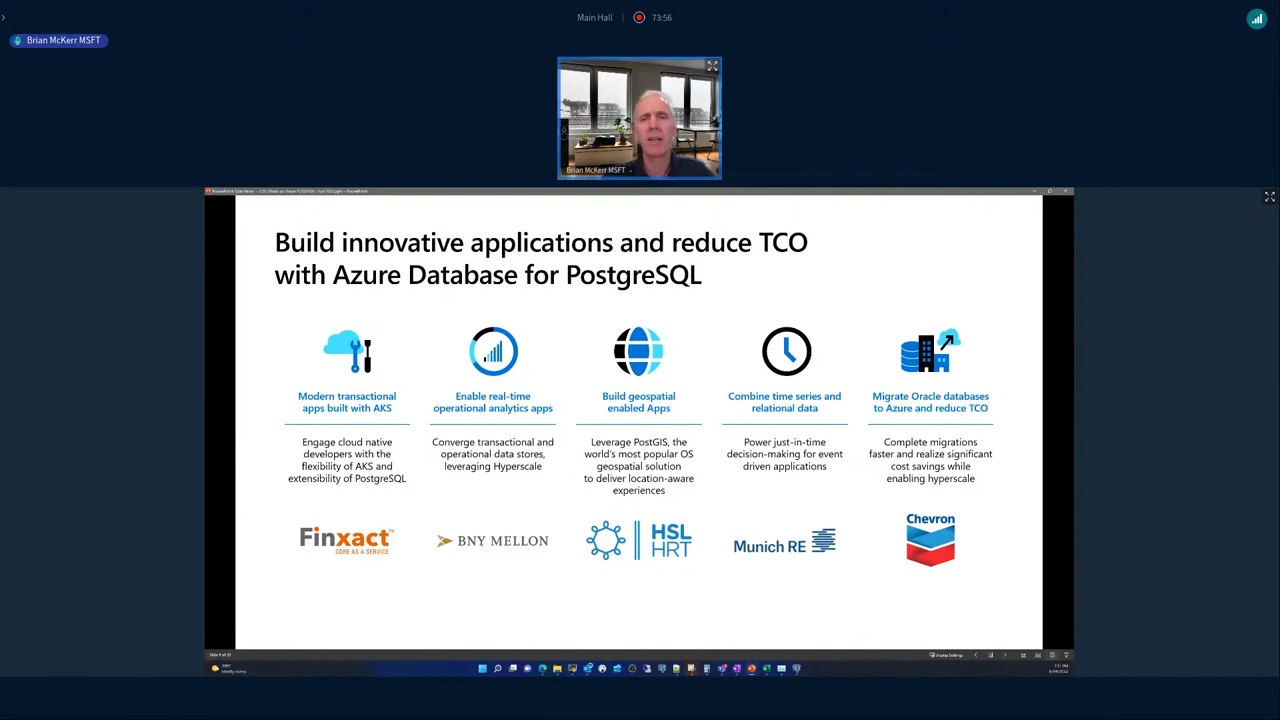 Main Hall
73:56
Brian McKerr MSFT
Brian McKerr MSFT
Build innovative applications and reduce TCO
with Azure Database for PostgreSQL
Modern transactional
apps built with AKS
Engage cloud native
developers with the
flexibility of AKS and
extensibility of PostgreSQL
Finxact™
CORE AS A SERVICE
Enable real-time
operational analytics apps
Converge transactional and
operational data stores,
leveraging Hyperscale
BNY MELLON
Build geospatial
enabled Apps
Leverage PostGIS, the
world's most popular OS
geospatial solution
to deliver location-aware
experiences
HSL
HRT
Combine time series and
relational data
Power just-in-time
decision-making for event
driven applications
Munich RE
Migrate Oracle databases
to Azure and reduce TCO
Complete migrations
faster and realize significant
cost savings while
enabling hyperscale
Chevron
Display Settings
Mostly sunny